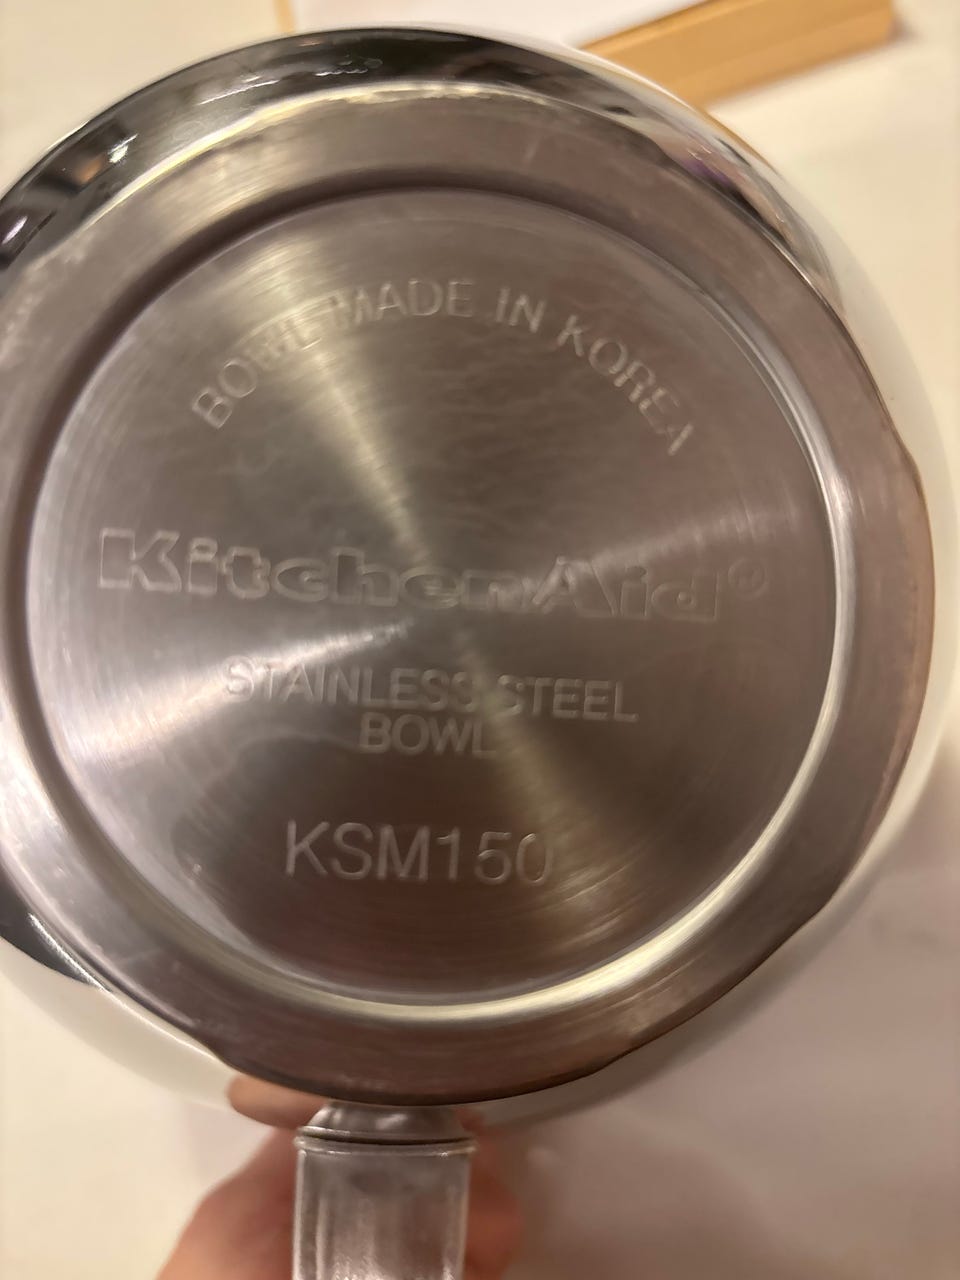 BOWL MADE IN KOREA
KitchenAid®
STAINLESS STEEL
BOWL
KSM150